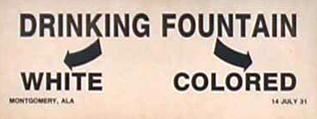 DRINKING FOUNTAIN
WHITE COLORED
MONTGOMERY, ALA 14 JULY 31